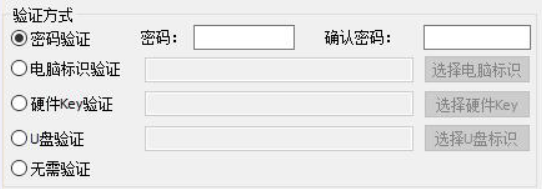 验证方式
密码验证 密码： 确认密码：
电脑标识验证 选择电脑标识
硬件Key验证 选择硬件Key
U盘验证 选择U盘标识
无需验证